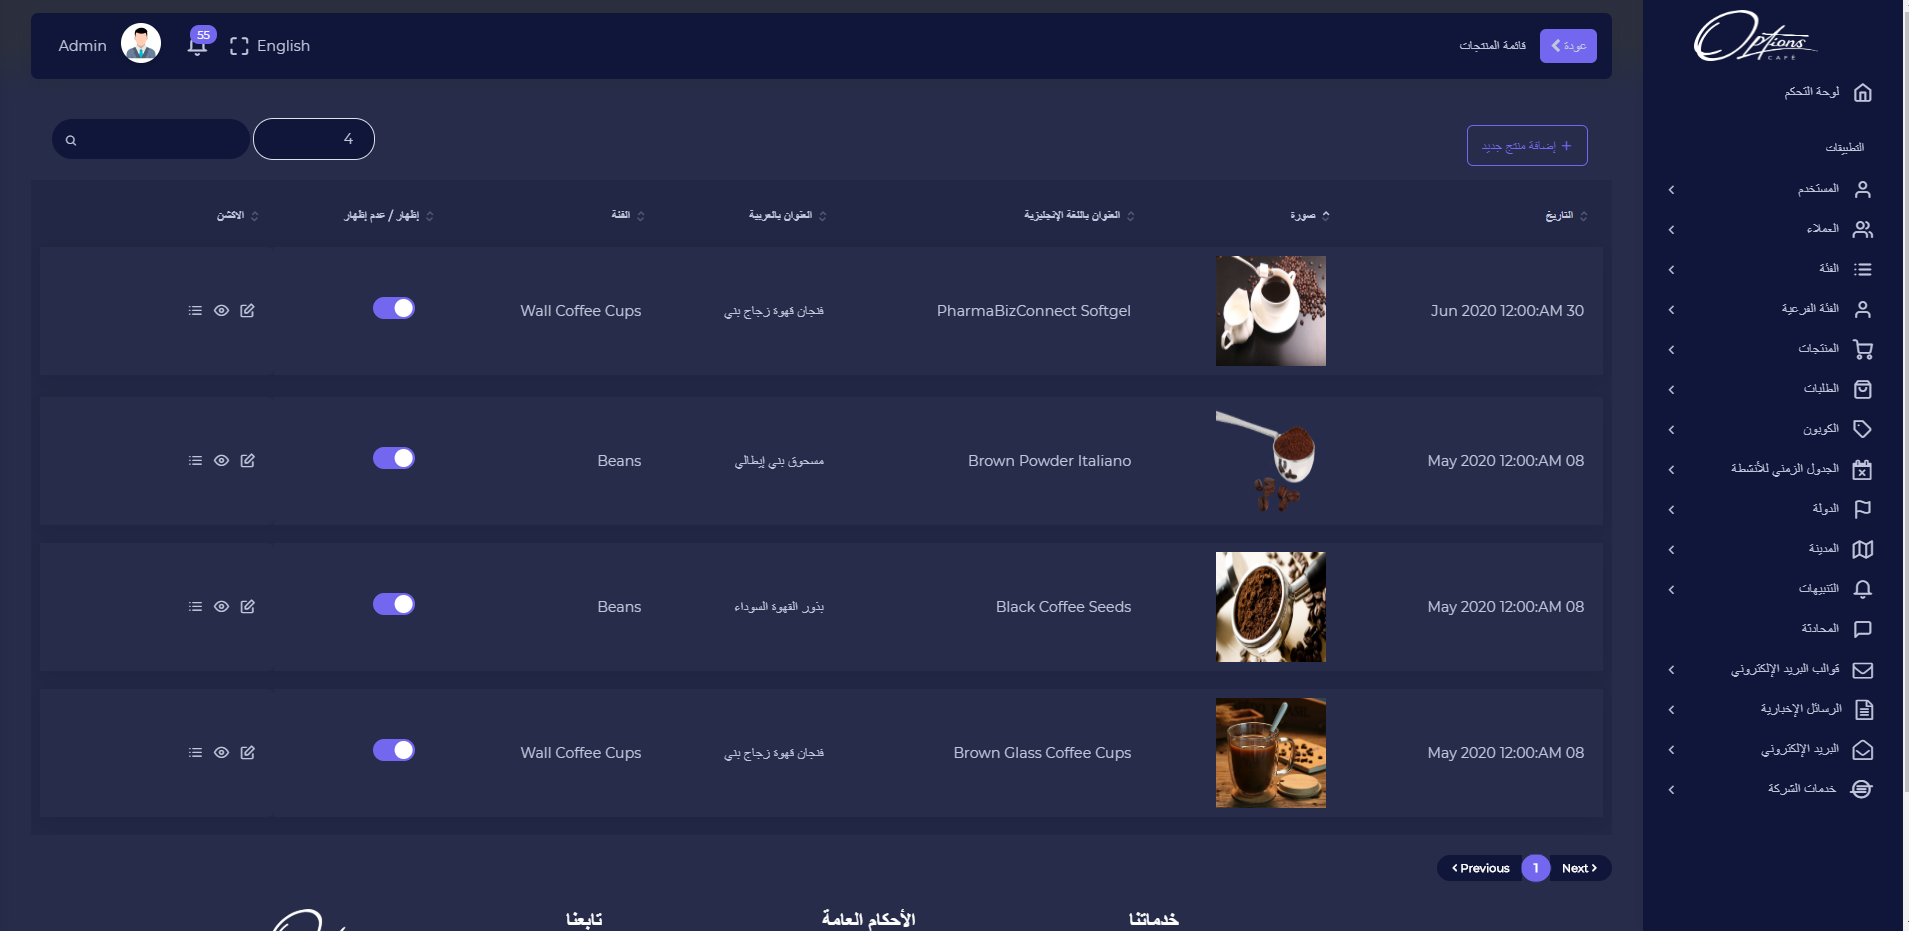 Options
CAFE
لوحة التحكم
التطبيقات
المستخدم
العملاء
الفئة
الفئة الفرعية
المنتجات
الطلبات
الكوبون
الجدول الزمني للأنشطة
الدولة
المدينة
التنبيهات
المحادثة
قوالب البريد الإلكتروني
الرسائل الإخبارية
البريد الإلكتروني
خدمات الشركة
عودة
قائمة المنتجات
English
55
Admin
+ إضافة منتج جديد
4
التاريخ صورة العنوان باللغة الإنجليزية العنوان بالعربية الفئة إظهار / عدم إظهار الاكشن
Jun 2020 12:00:AM 30 PharmaBizConnect Softgel فنجان قهوة زجاج بني Wall Coffee Cups
May 2020 12:00:AM 08 Brown Powder Italiano مسحوق بني إيطالي Beans
May 2020 12:00:AM 08 Black Coffee Seeds بذور القهوة السوداء Beans
May 2020 12:00:AM 08 Brown Glass Coffee Cups فنجان قهوة زجاج بني Wall Coffee Cups
Previous 1 Next
خدماتنا الأحكام العامة تابعنا